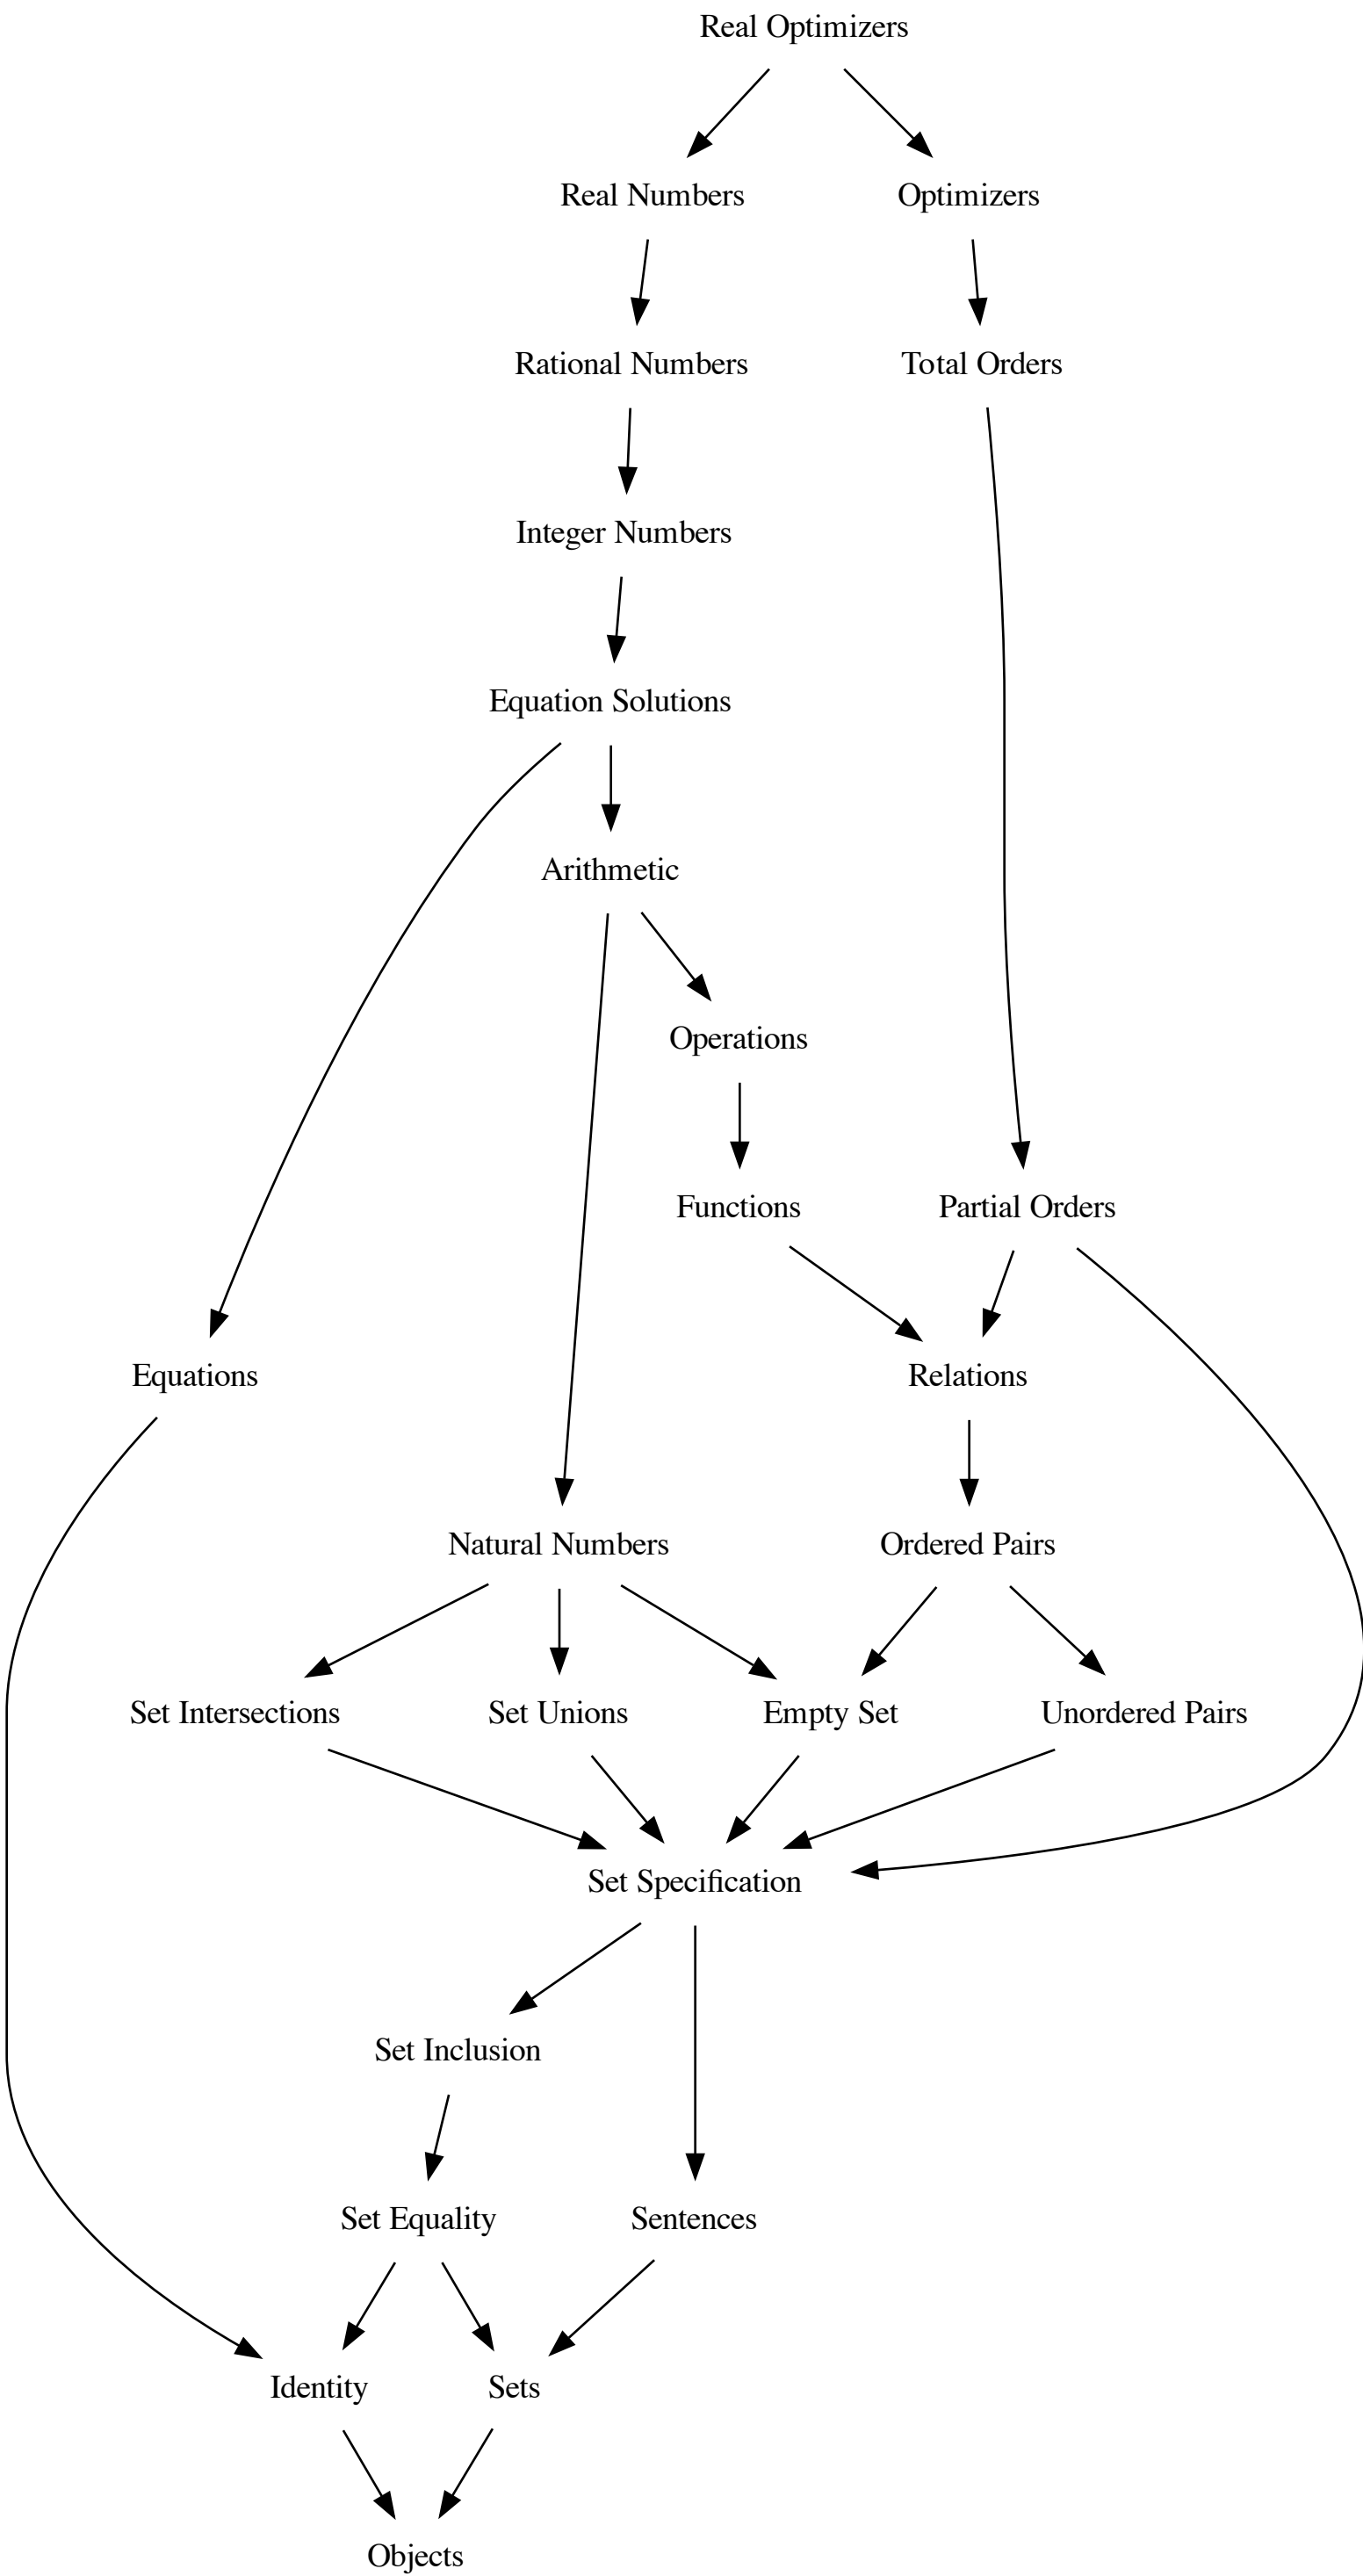 Real Optimizers
Real Numbers
Optimizers
Rational Numbers
Total Orders
Integer Numbers
Equation Solutions
Arithmetic
Operations
Functions
Partial Orders
Equations
Relations
Natural Numbers
Ordered Pairs
Set Intersections
Set Unions
Empty Set
Unordered Pairs
Set Specification
Set Inclusion
Set Equality
Sentences
Identity
Sets
Objects